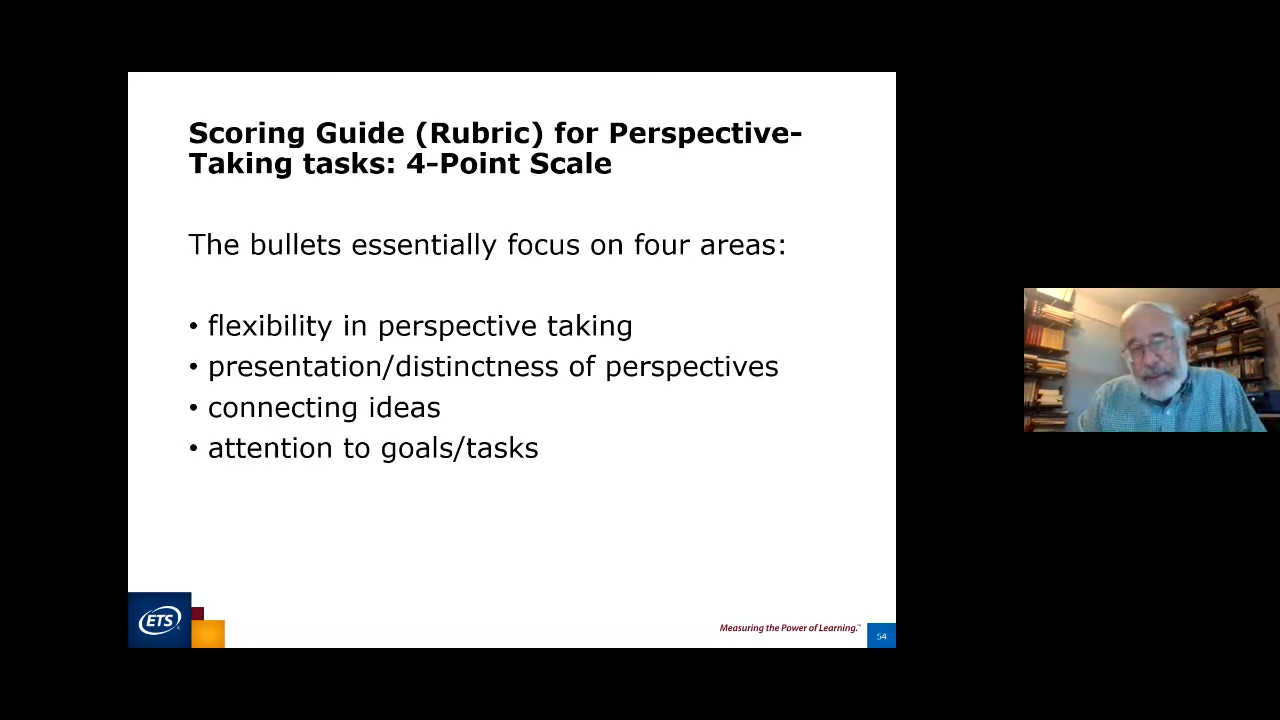 Scoring Guide (Rubric) for Perspective-
Taking tasks: 4-Point Scale
The bullets essentially focus on four areas:
• flexibility in perspective taking
• presentation/distinctness of perspectives
• connecting ideas
• attention to goals/tasks
ETS
Measuring the Power of Learning.™
54